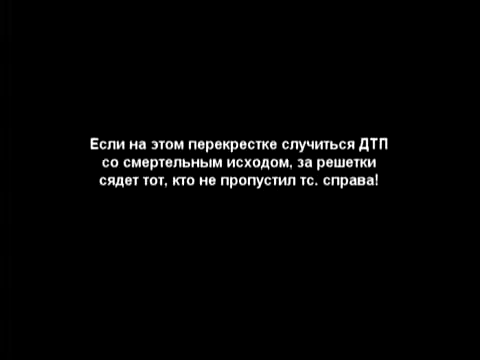 Если на этом перекрестке случиться ДТП
со смертельным исходом, за решетки
сядет тот, кто не пропустил тс. справа!